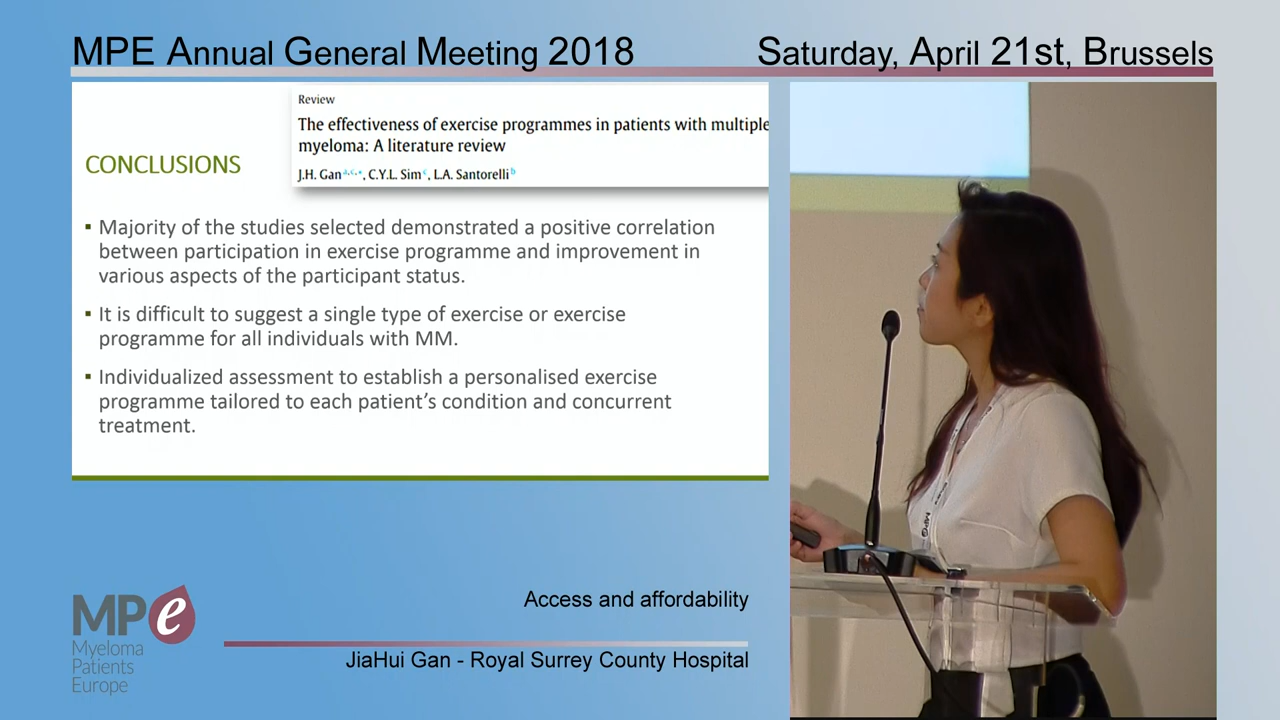 MPE Annual General Meeting 2018
Saturday, April 21st, Brussels
Review
The effectiveness of exercise programmes in patients with multiple
myeloma: A literature review
J.H. Gan a,c,*, C.Y.L. Sim c, L.A. Santorelli b
CONCLUSIONS
▪ Majority of the studies selected demonstrated a positive correlation
between participation in exercise programme and improvement in
various aspects of the participant status.
▪ It is difficult to suggest a single type of exercise or exercise
programme for all individuals with MM.
▪ Individualized assessment to establish a personalised exercise
programme tailored to each patient's condition and concurrent
treatment.
MPe
Myeloma
Patients
Europe
Access and affordability
JiaHui Gan - Royal Surrey County Hospital
MPe